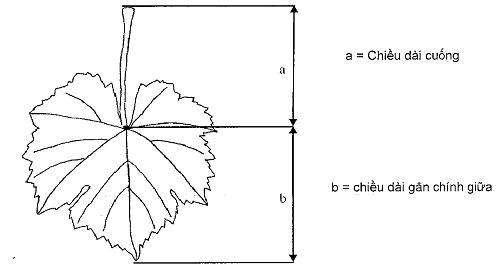 a
a = Chiều dài cuống
b
b = chiều dài gân chính giữa